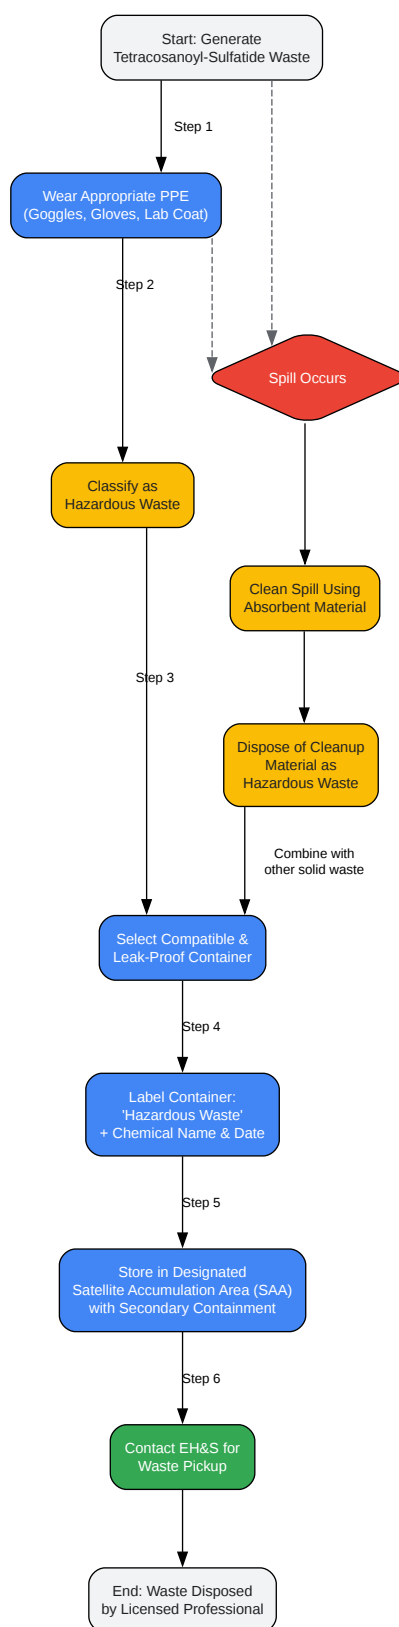 Start: Generate
Tetracosanoyl-Sulfatide Waste
Step 1
Wear Appropriate PPE
(Goggles, Gloves, Lab Coat)
Step 2
Spill Occurs
Classify as
Hazardous Waste
Clean Spill Using
Absorbent Material
Step 3
Dispose of Cleanup
Material as
Hazardous Waste
Combine with
other solid waste
Select Compatible &
Leak-Proof Container
Step 4
Label Container:
'Hazardous Waste'
+ Chemical Name & Date
Step 5
Store in Designated
Satellite Accumulation Area (SAA)
with Secondary Containment
Step 6
Contact EH&S for
Waste Pickup
End: Waste Disposed
by Licensed Professional